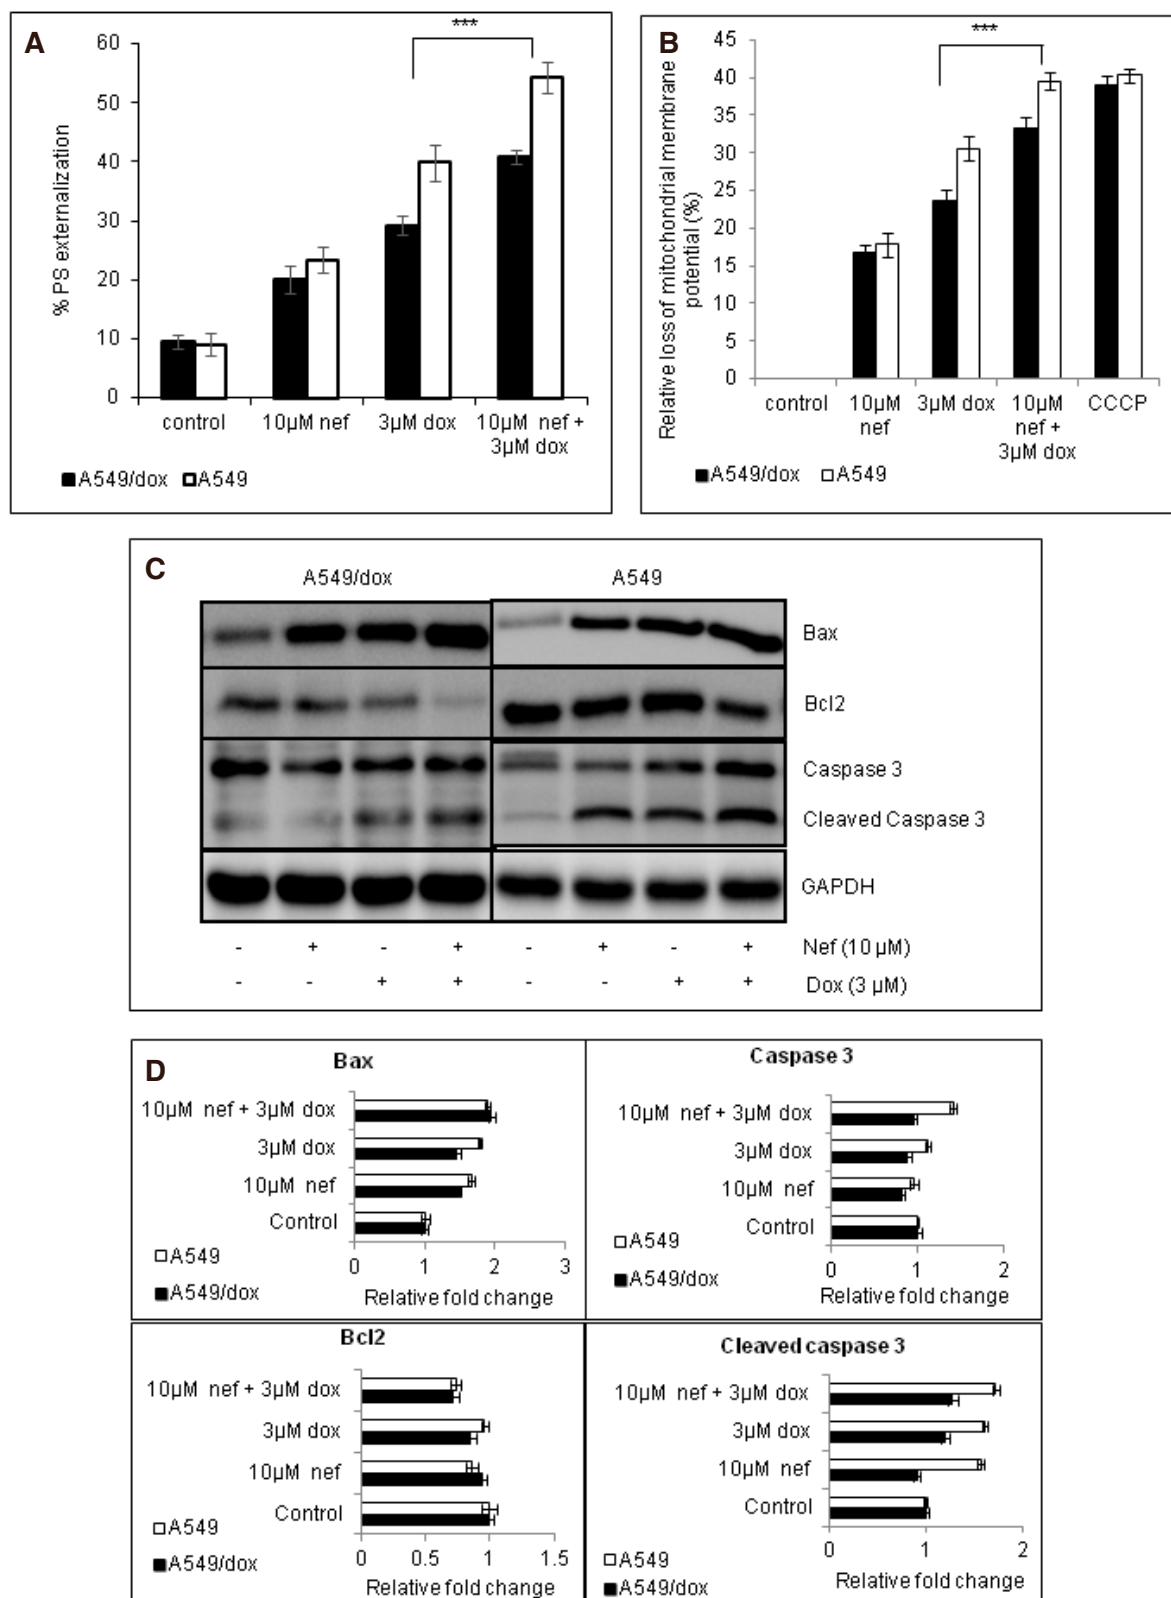 A
***
60
50
40
30
20
10
0
% PS externalization
control
10µM nef
3µM dox
10µM nef +
3µM dox
A549/dox
A549
B
***
45
40
35
30
25
20
15
10
5
0
Relative loss of mitochondrial membrane
potential (%)
control
10µM
nef
3µM dox
10µM
nef +
3µM dox
CCCP
A549/dox
A549
C
A549/dox
A549
Bax
Bcl2
Caspase 3
Cleaved Caspase 3
GAPDH
- + - + - + - + Nef (10 µM)
- - + + - - + + Dox (3 µM)
D
Bax
10µM nef + 3µM dox
3µM dox
10µM nef
Control
A549
A549/dox
0 1 2 3
Relative fold change
Caspase 3
10µM nef + 3µM dox
3µM dox
10µM nef
Control
A549
A549/dox
0 1 2
Relative fold change
Bcl2
10µM nef + 3µM dox
3µM dox
10µM nef
Control
A549
A549/dox
0 0.5 1 1.5
Relative fold change
Cleaved caspase 3
10µM nef + 3µM dox
3µM dox
10µM nef
Control
A549
A549/dox
0 1 2
Relative fold change